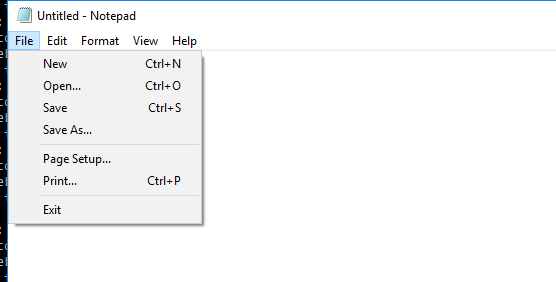 Untitled - Notepad
File Edit Format View Help
New Ctrl+N
Open... Ctrl+O
Save Ctrl+S
Save As...
Page Setup...
Print... Ctrl+P
Exit